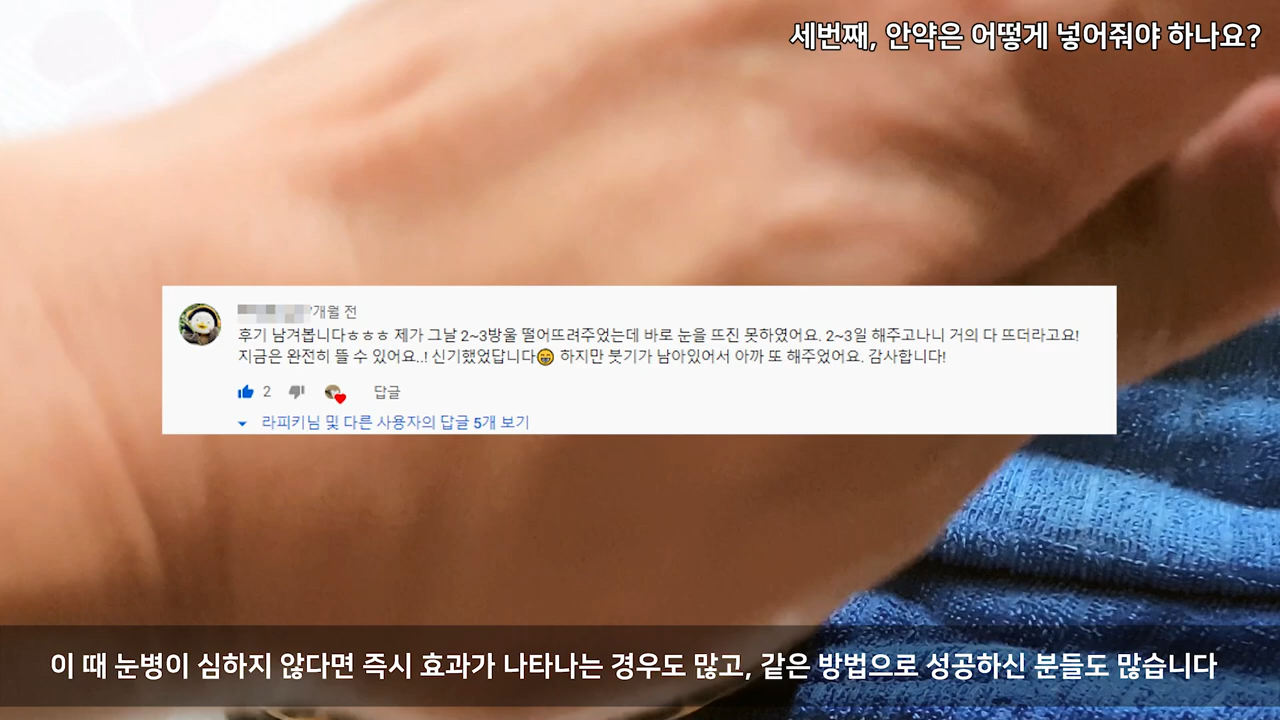 세번째, 안약은 어떻게 넣어줘야 하나요?
개월 전
후기 남겨봅니다ㅎㅎㅎ 제가 그날 2~3방울 떨어뜨려주었는데 바로 눈을 뜨진 못하였어요. 2~3일 해주고나니 거의 다 뜨더라고요!
지금은 완전히 뜰 수 있어요..! 신기했었답니다😁 하지만 붓기가 남아있어서 아까 또 해주었어요. 감사합니다!
2 답글
라피키님 및 다른 사용자의 답글 5개 보기
이 때 눈병이 심하지 않다면 즉시 효과가 나타나는 경우도 많고, 같은 방법으로 성공하신 분들도 많습니다